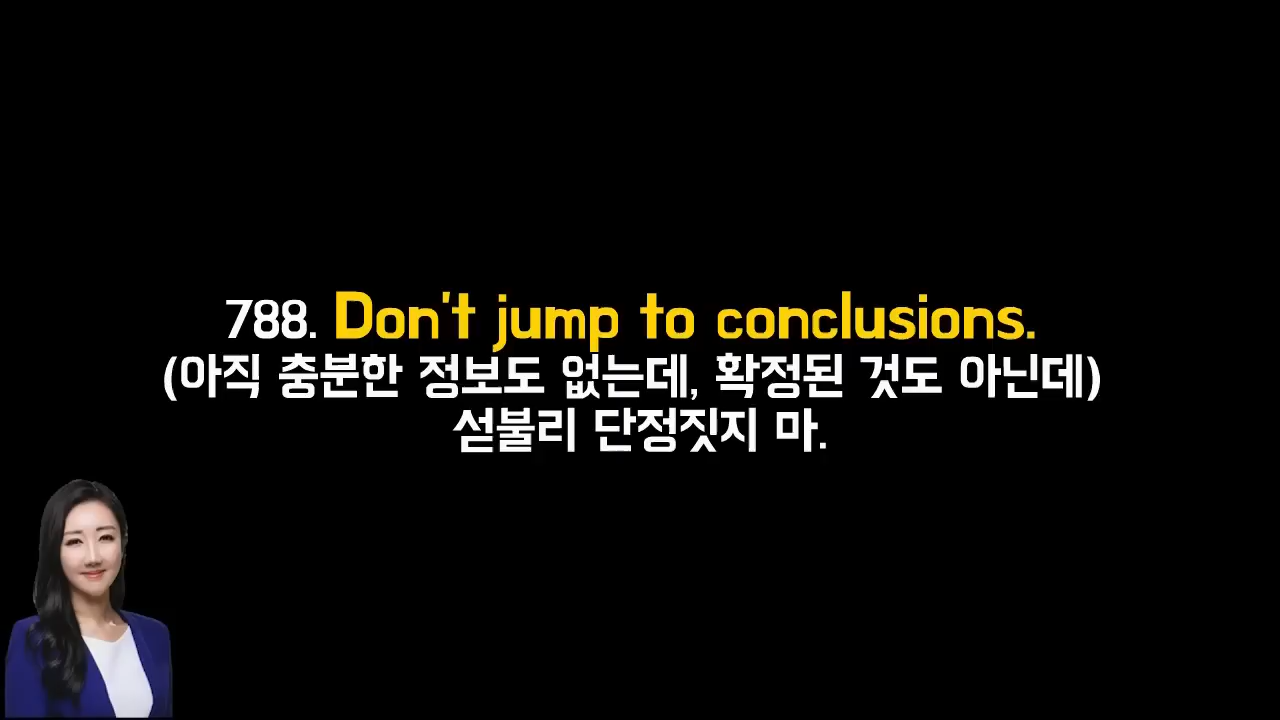 788. Don't jump to conclusions.
(아직 충분한 정보도 없는데, 확정된 것도 아닌데)
섣불리 단정짓지 마.